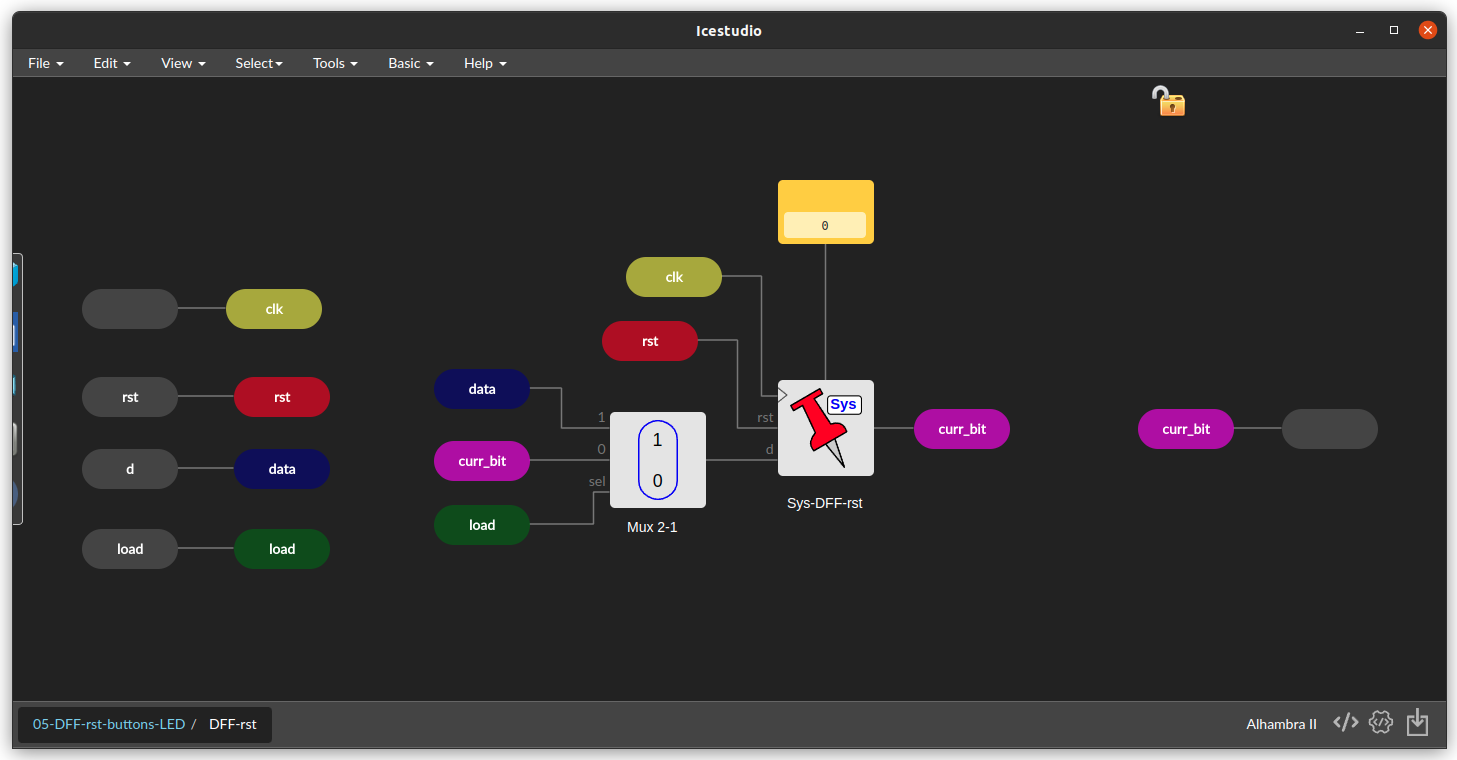 Icestudio
File Edit View Select Tools Basic Help
0
clk
clk
rst
rst
rst
data
1
rst
Sys
0
d
curr_bit
1
0
sel
curr_bit
curr_bit
d
data
load
Mux 2-1
Sys-DFF-rst
load
load
05-DFF-rst-buttons-LED / DFF-rst
Alhambra II </>